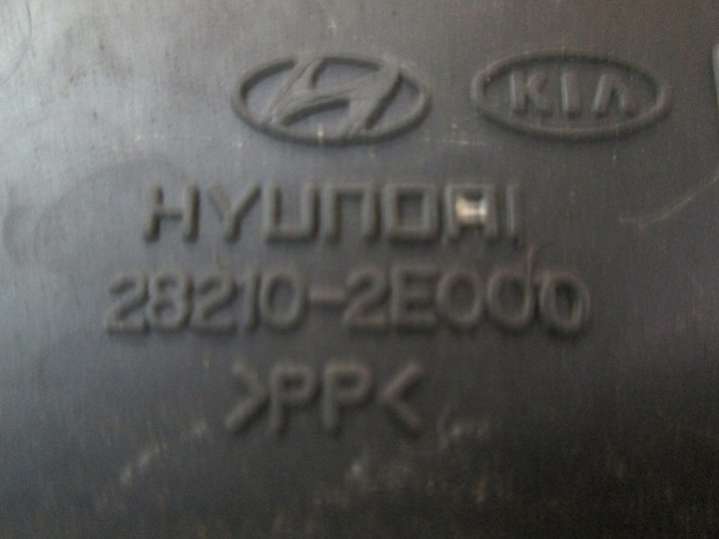 KIA
HYUNDAI
28210-2E000
>PP<